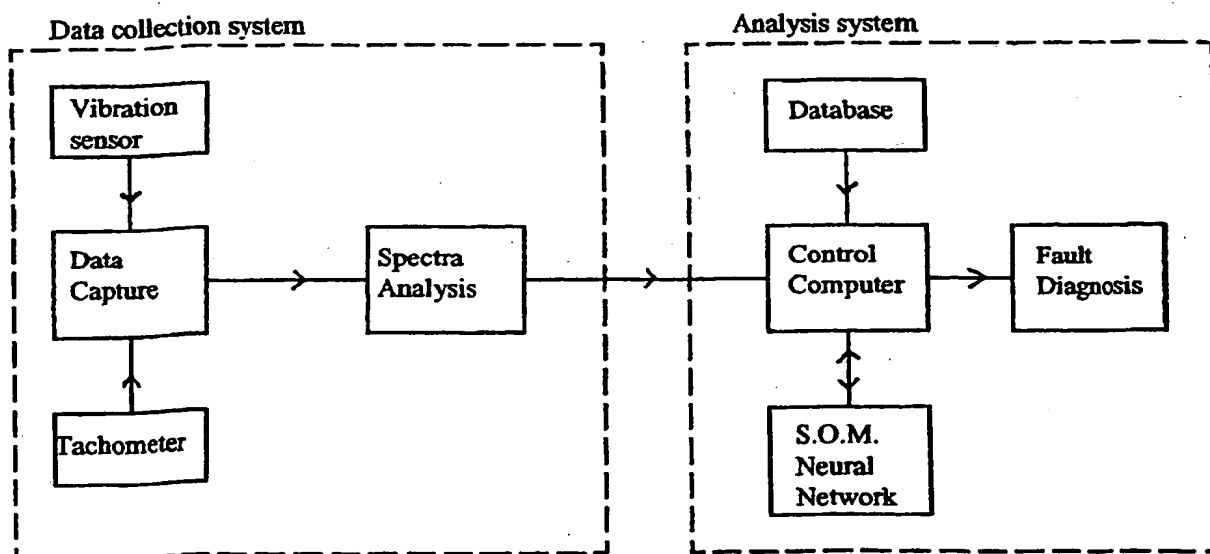 Data collection system
Analysis system
Vibration
sensor
Database
Data
Capture
Spectra
Analysis
Control
Computer
Fault
Diagnosis
Tachometer
S.O.M.
Neural
Network